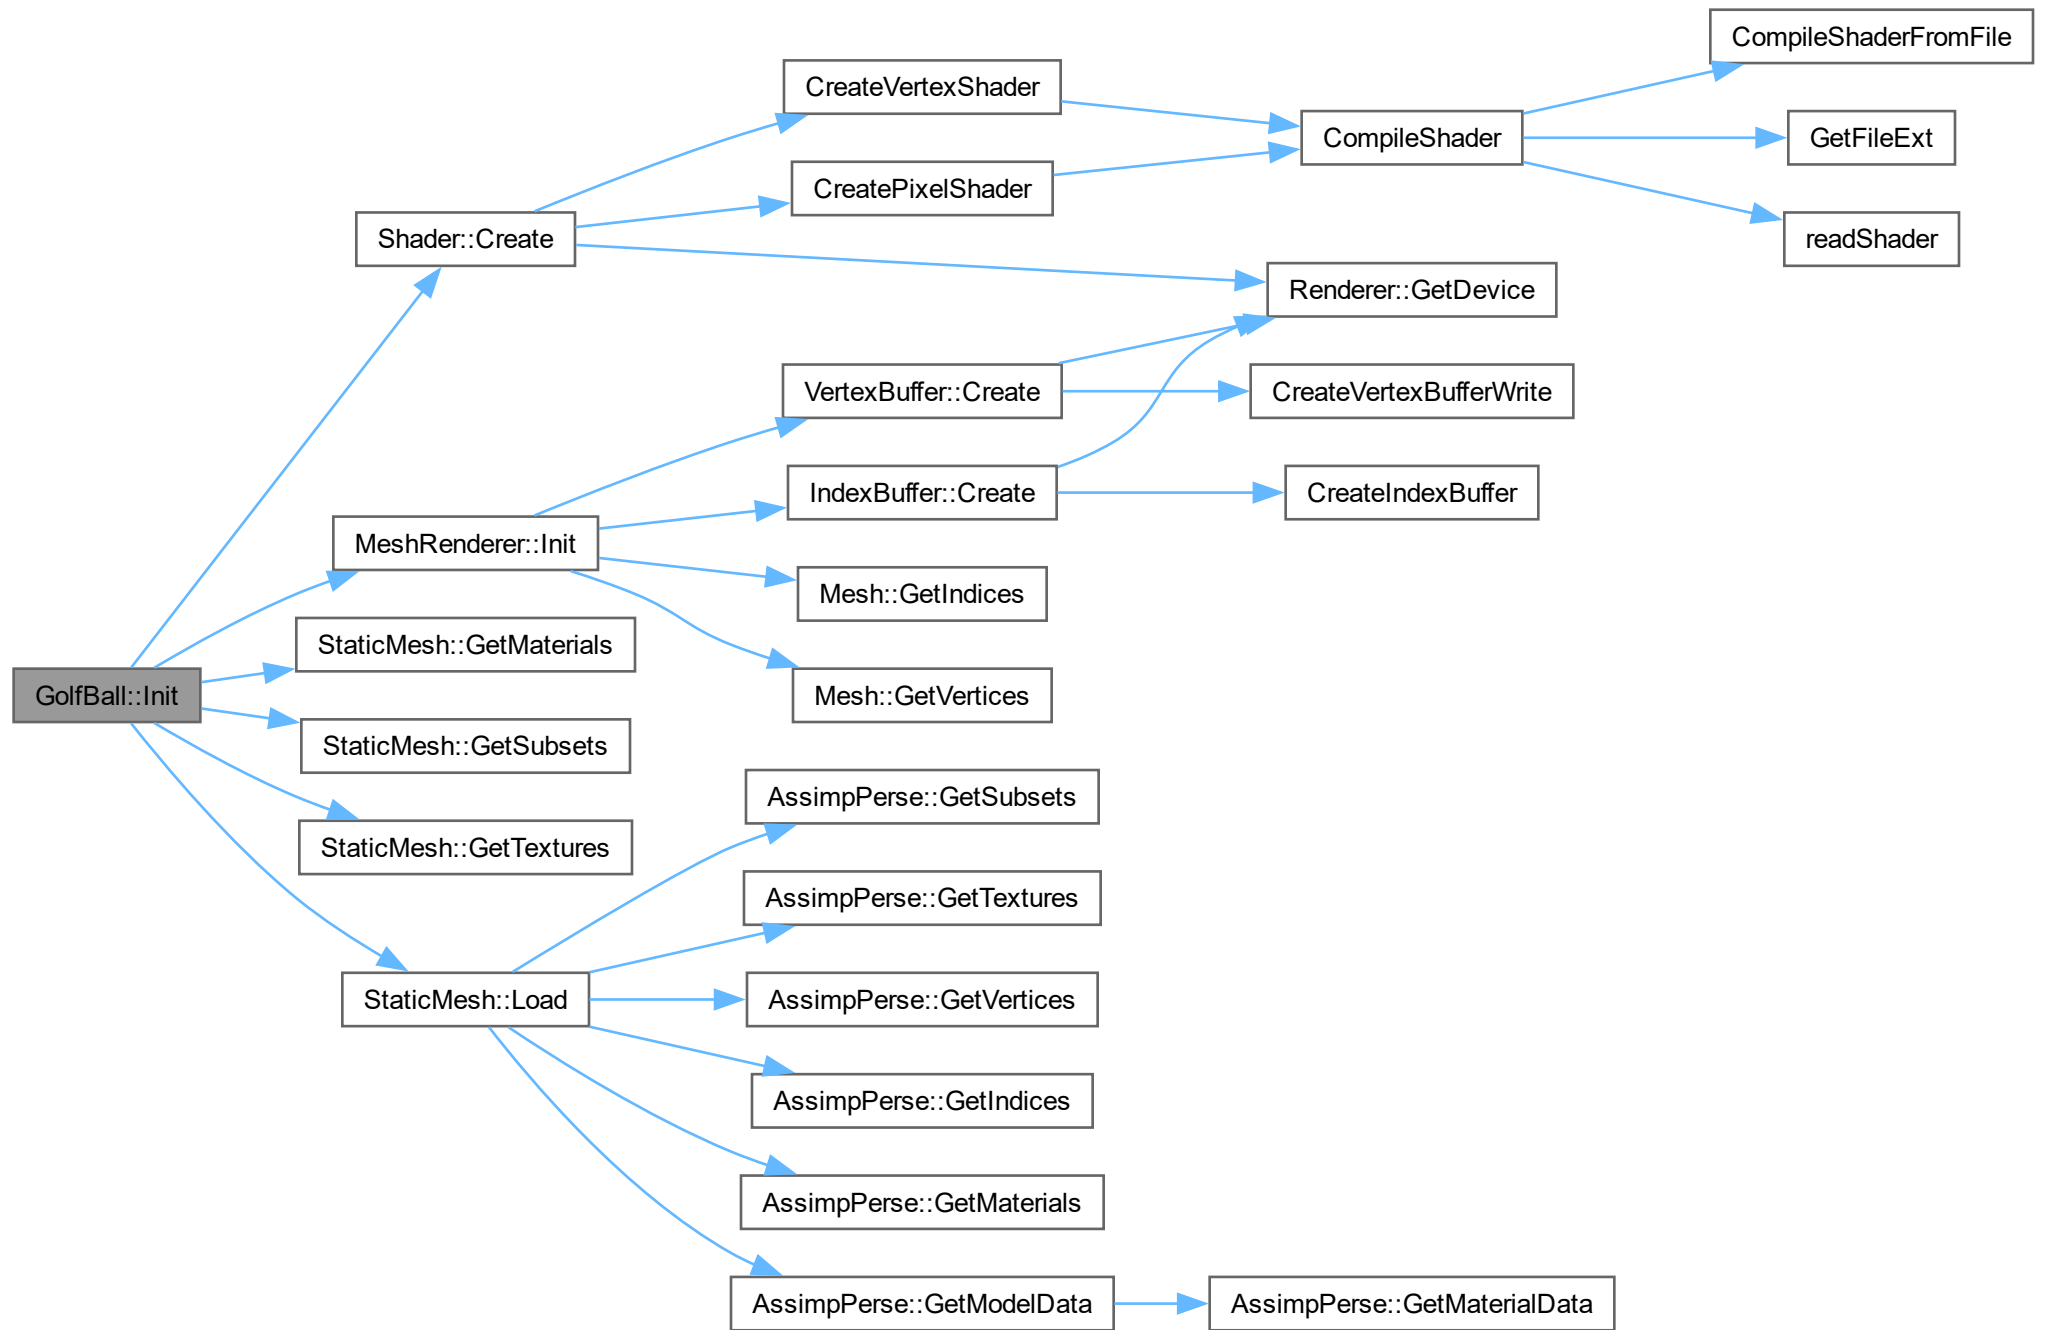 CompileShaderFromFile
CreateVertexShader
CompileShader
GetFileExt
CreatePixelShader
Shader::Create
readShader
Renderer::GetDevice
VertexBuffer::Create
CreateVertexBufferWrite
IndexBuffer::Create
CreateIndexBuffer
MeshRenderer::Init
Mesh::GetIndices
StaticMesh::GetMaterials
GolfBall::Init
Mesh::GetVertices
StaticMesh::GetSubsets
AssimpPerse::GetSubsets
StaticMesh::GetTextures
AssimpPerse::GetTextures
StaticMesh::Load
AssimpPerse::GetVertices
AssimpPerse::GetIndices
AssimpPerse::GetMaterials
AssimpPerse::GetModelData
AssimpPerse::GetMaterialData